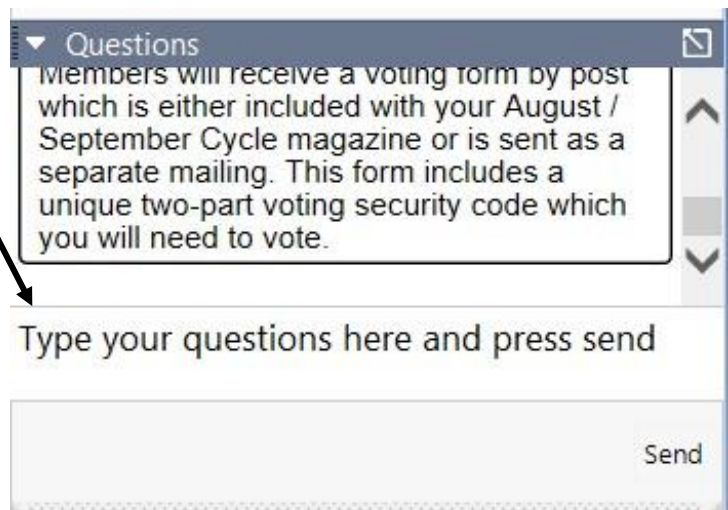 Questions
Members will receive a voting form by post
which is either included with your August /
September Cycle magazine or is sent as a
separate mailing. This form includes a
unique two-part voting security code which
you will need to vote.
Type your questions here and press send
Send